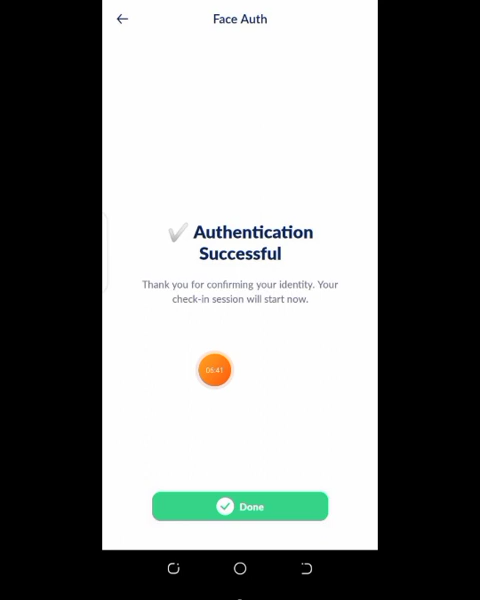 Face Auth
✔ Authentication
Successful
Thank you for confirming your identity. Your
check-in session will start now.
06:41
Done